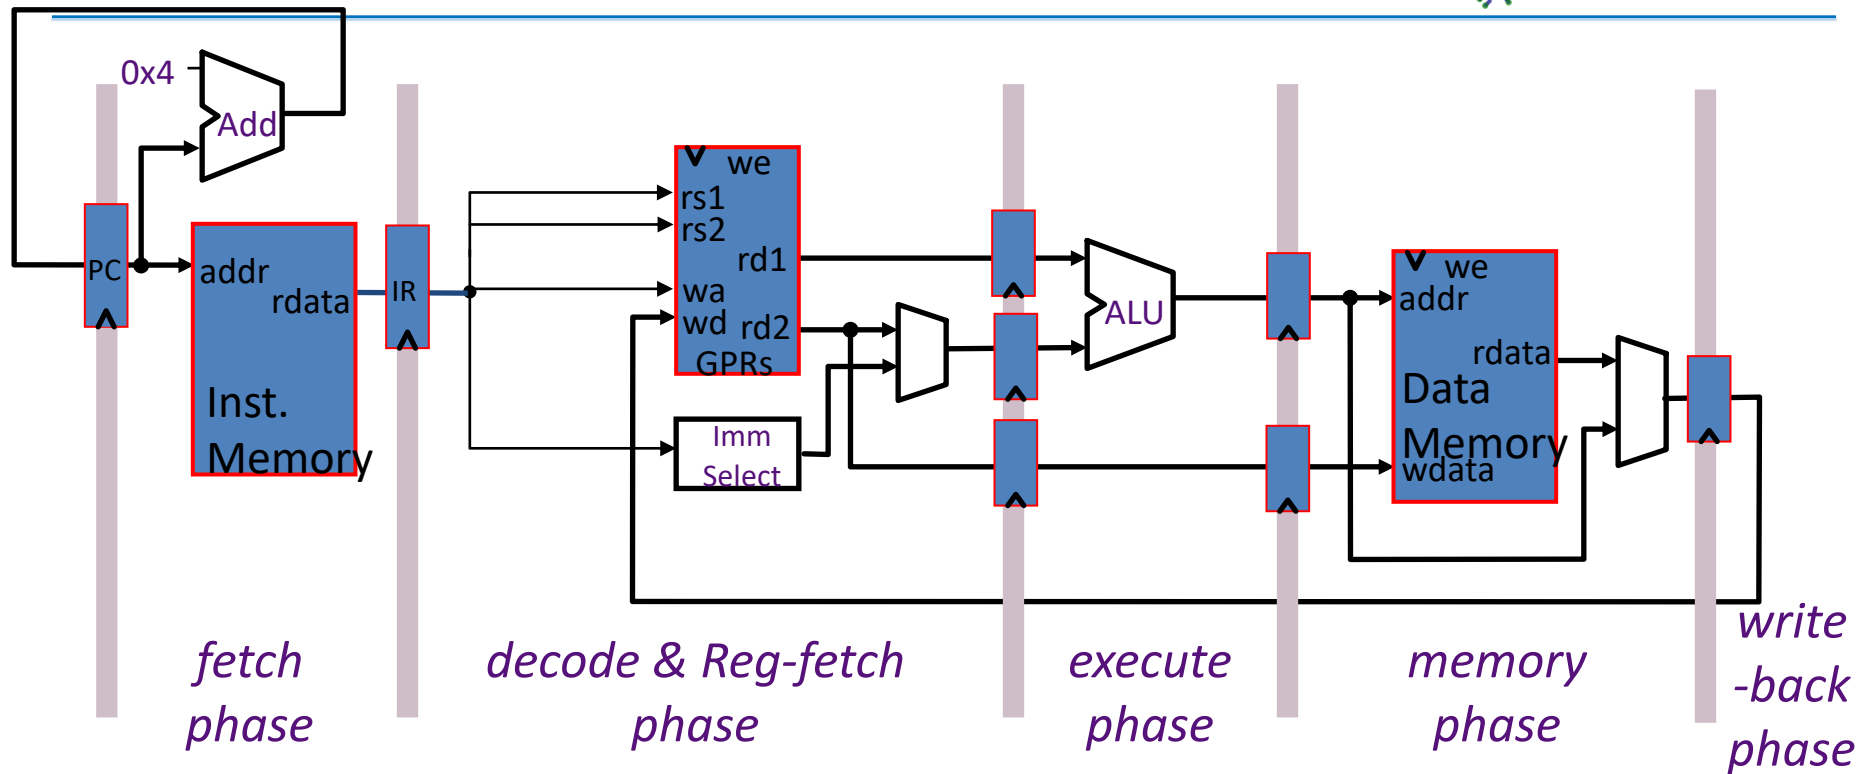 0x4
Add
PC
addr
rdata
Inst.
Memory
IR
we
rs1
rs2
rd1
wa
wd
rd2
GPRs
Imm
Select
ALU
we
addr
rdata
Data
Memory
wdata
fetch
phase
decode & Reg-fetch
phase
execute
phase
memory
phase
write
-back
phase